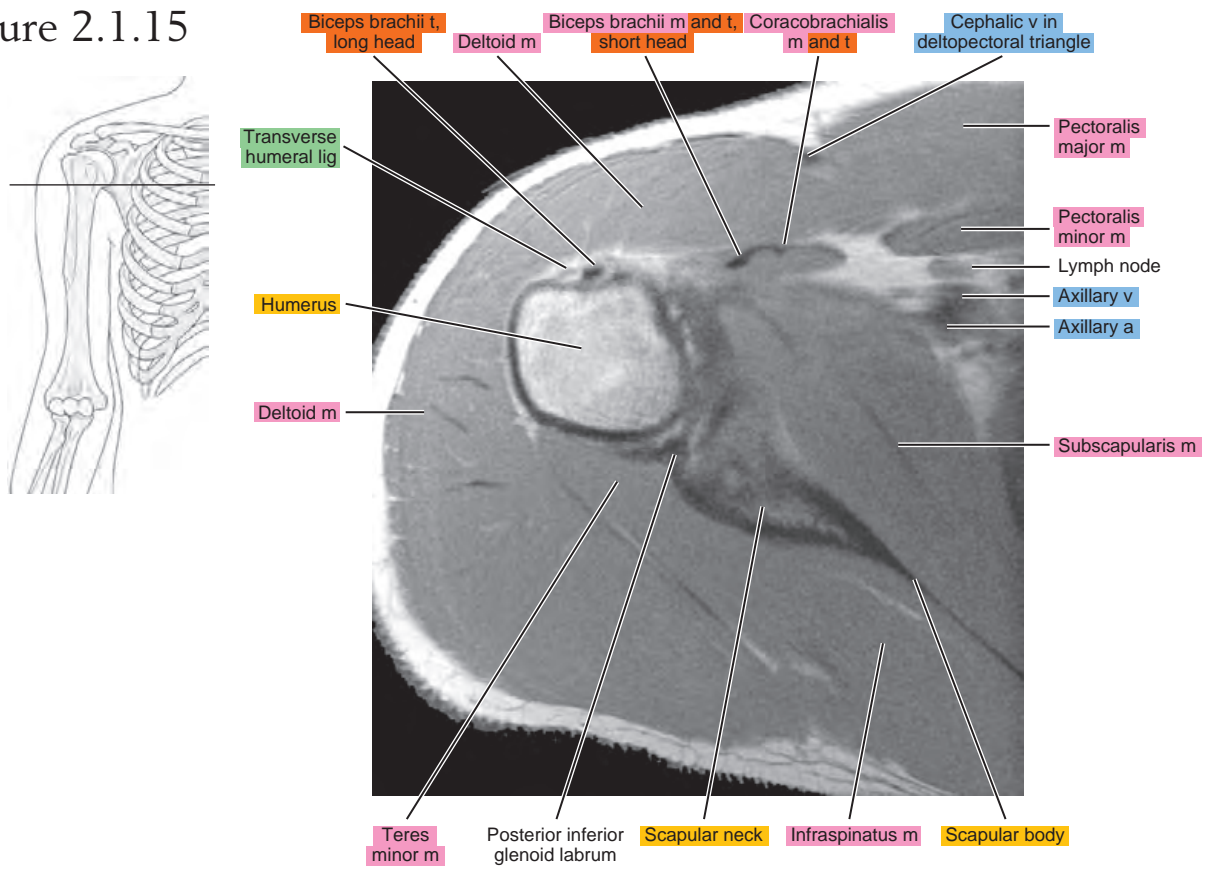 ure 2.1.15
Biceps brachii t,
long head
Deltoid m
Biceps brachii m and t,
short head
Coracobrachialis
m and t
Cephalic v in
deltopectoral triangle
Transverse
humeral lig
Pectoralis
major m
Pectoralis
minor m
Lymph node
Axillary v
Humerus
Axillary a
Deltoid m
Subscapularis m
Teres
minor m
Posterior inferior
glenoid labrum
Scapular neck
Infraspinatus m
Scapular body